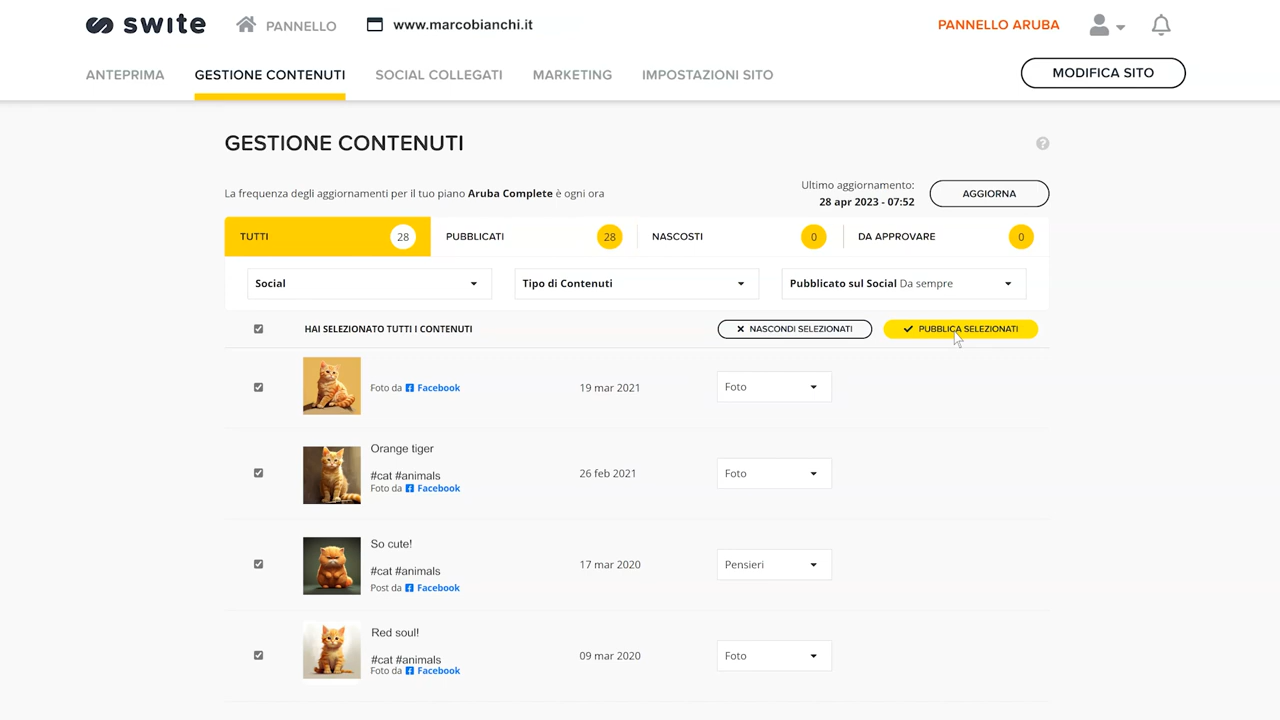 swite PANNELLO www.marcobianchi.it PANNELLO ARUBA
ANTEPRIMA GESTIONE CONTENUTI SOCIAL COLLEGATI MARKETING IMPOSTAZIONI SITO MODIFICA SITO
GESTIONE CONTENUTI ?
La frequenza degli aggiornamenti per il tuo piano Aruba Complete è ogni ora
Ultimo aggiornamento:
28 apr 2023 - 07:52
AGGIORNA
TUTTI 28 PUBBLICATI 28 NASCOSTI 0 DA APPROVARE 0
Social Tipo di Contenuti Pubblicato sul Social Da sempre
HAI SELEZIONATO TUTTI I CONTENUTI NASCONDI SELEZIONATI PUBBLICA SELEZIONATI
Foto da Facebook 19 mar 2021 Foto
Orange tiger
#cat #animals
Foto da Facebook
26 feb 2021 Foto
So cute!
#cat #animals
Post da Facebook
17 mar 2020 Pensieri
Red soul!
#cat #animals
Foto da Facebook
09 mar 2020 Foto